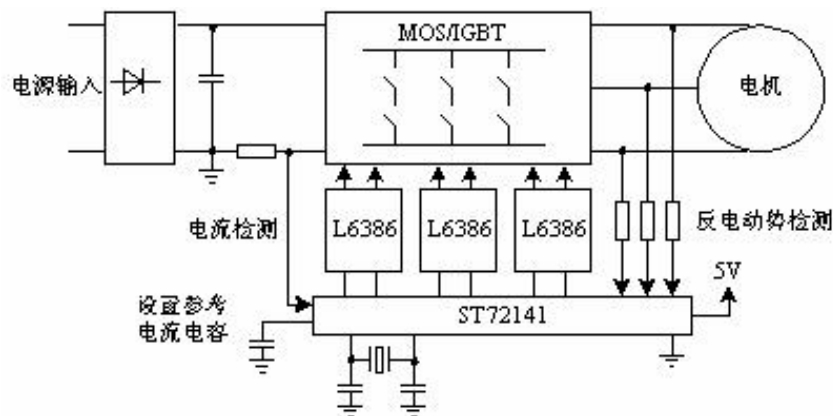 MOS/IGBT
电源输入
电机
电流检测
L6386
L6386
L6386
反电动势检测
5V
设置参考
电流电容
ST72141